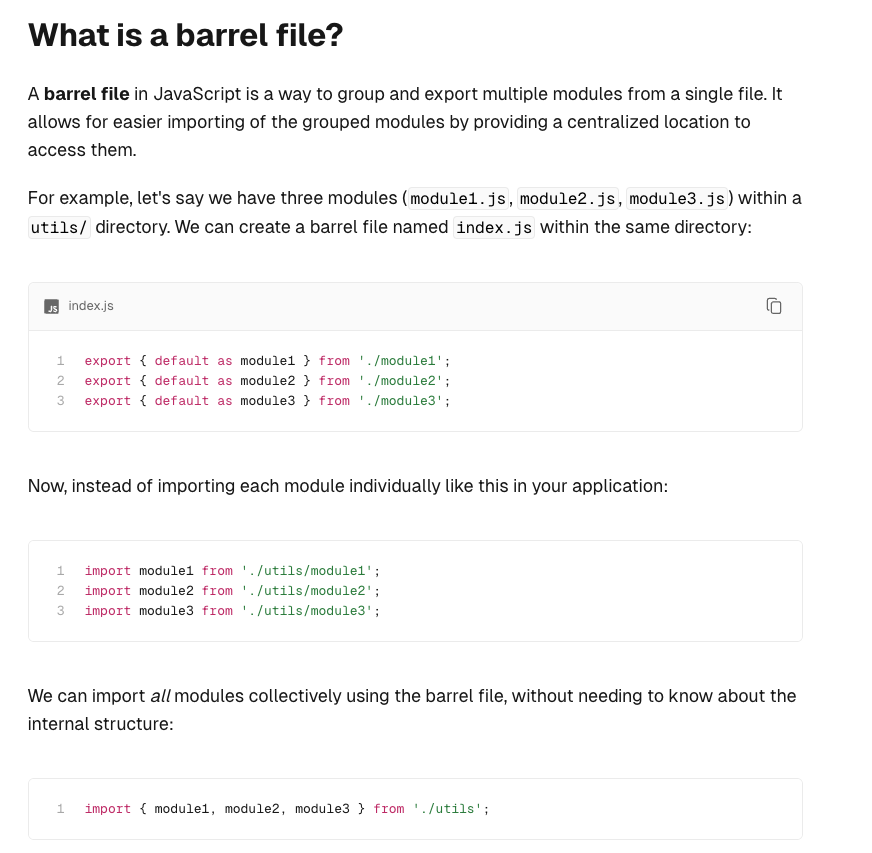 What is a barrel file?
A barrel file in JavaScript is a way to group and export multiple modules from a single file. It
allows for easier importing of the grouped modules by providing a centralized location to
access them.
For example, let's say we have three modules (module1.js, module2.js, module3.js) within a
utils/ directory. We can create a barrel file named index.js within the same directory:
JS index.js
1 export { default as module1 } from './module1';
2 export { default as module2 } from './module2';
3 export { default as module3 } from './module3';
Now, instead of importing each module individually like this in your application:
1 import module1 from './utils/module1';
2 import module2 from './utils/module2';
3 import module3 from './utils/module3';
We can import all modules collectively using the barrel file, without needing to know about the
internal structure:
1 import { module1, module2, module3 } from './utils';